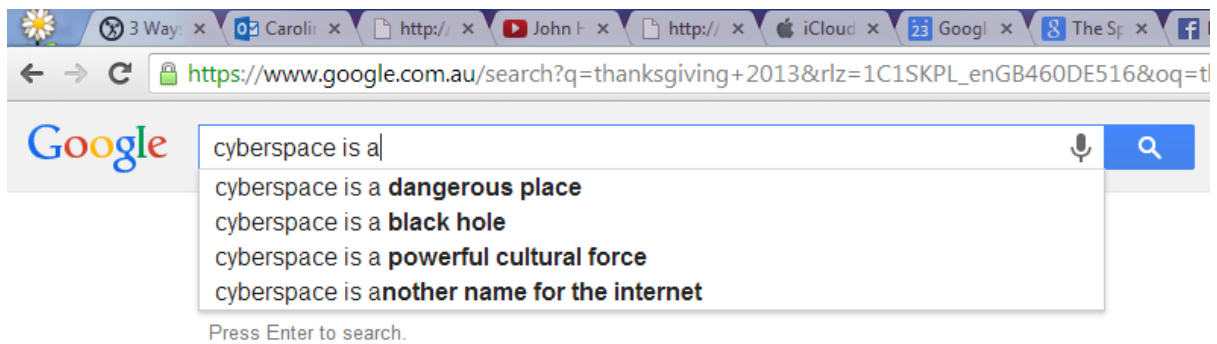 3 Way Carolin http:// John H http:// iCloud 23 Googl 8 The Sp
https://www.google.com.au/search?q=thanksgiving+2013&rlz=1C1SKPL_enGB460DE516&oq=t
Google cyberspace is a
cyberspace is a dangerous place
cyberspace is a black hole
cyberspace is a powerful cultural force
cyberspace is another name for the internet
Press Enter to search.